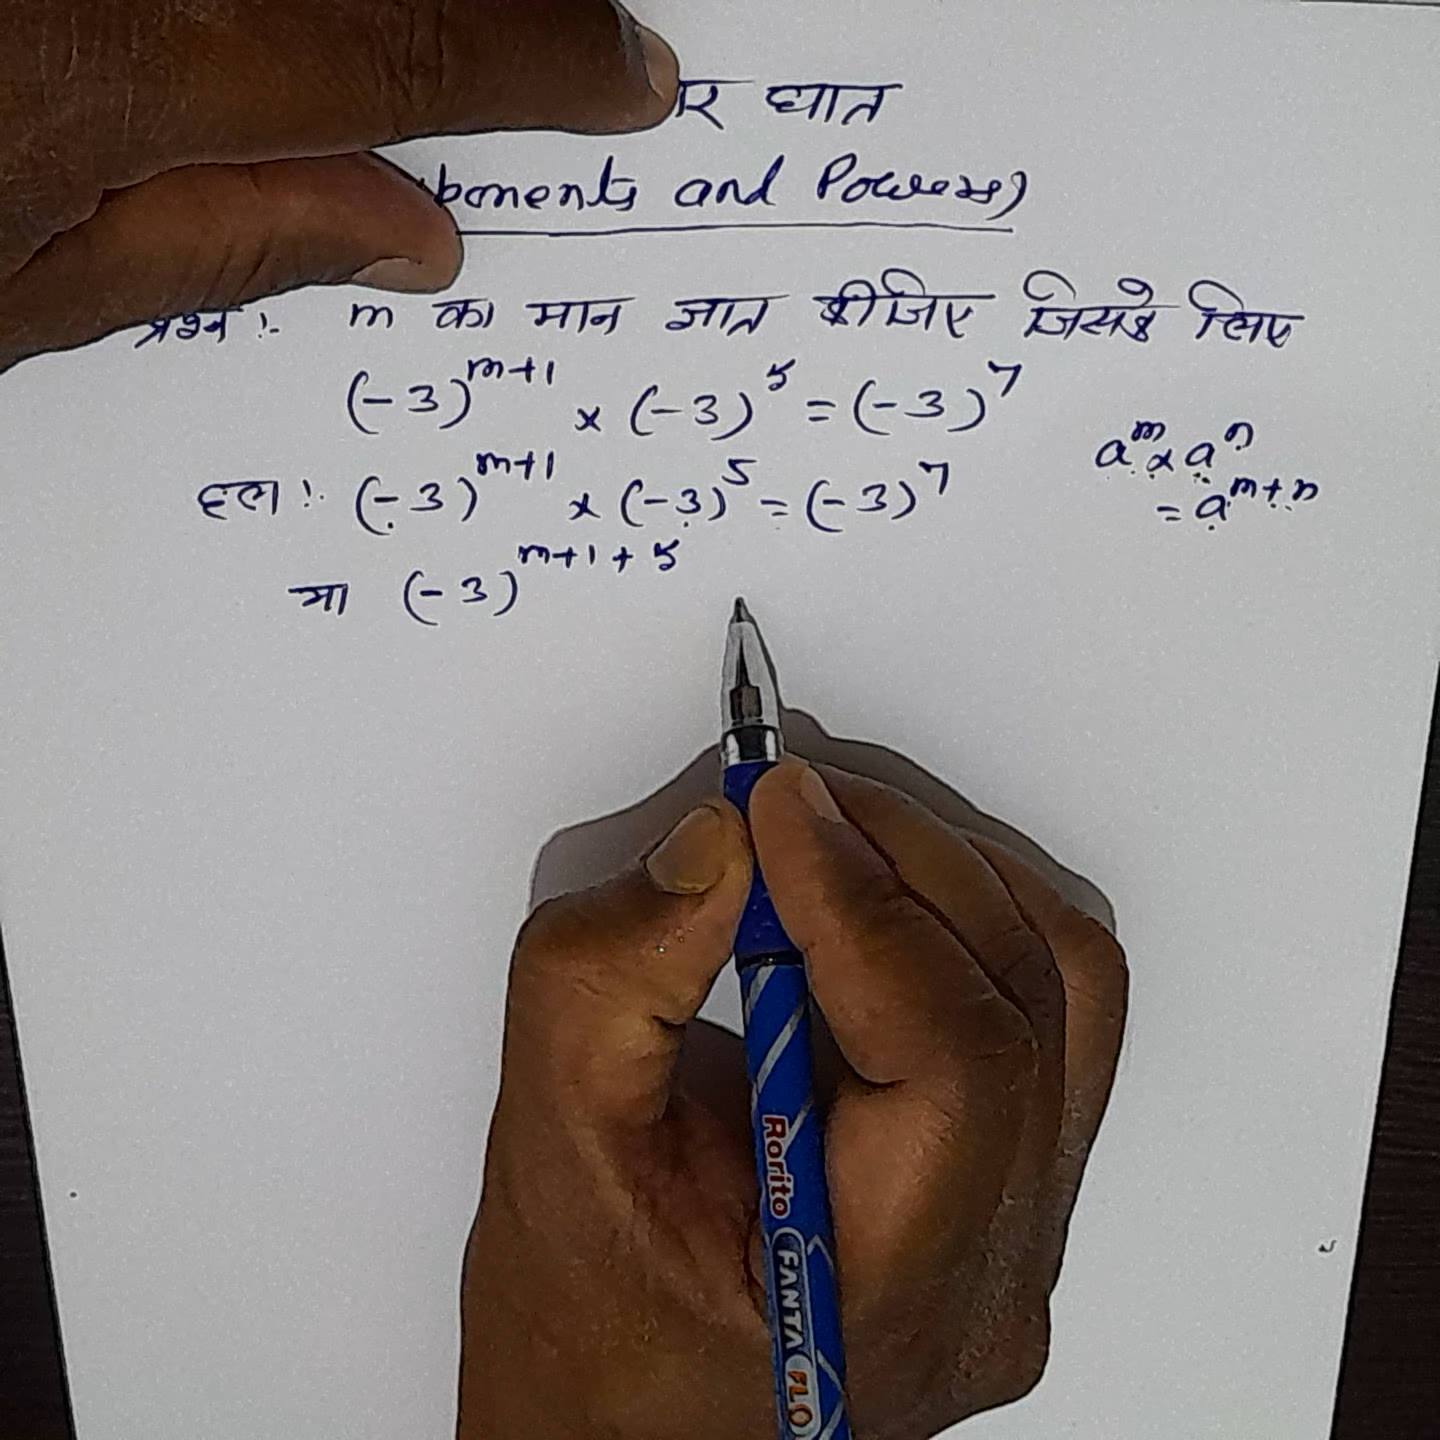 घात
and Powers)
प्रश्न :- m का मान ज्ञात कीजिए जिसके लिए
(-3)^{m+1} × (-3)^5 = (-3)^7
हल :- (-3)^{m+1} × (-3)^5 = (-3)^7
या (-3)^{m+1+5}
a^m × a^n
= a^{m+n}
Rorito FANTA FLO